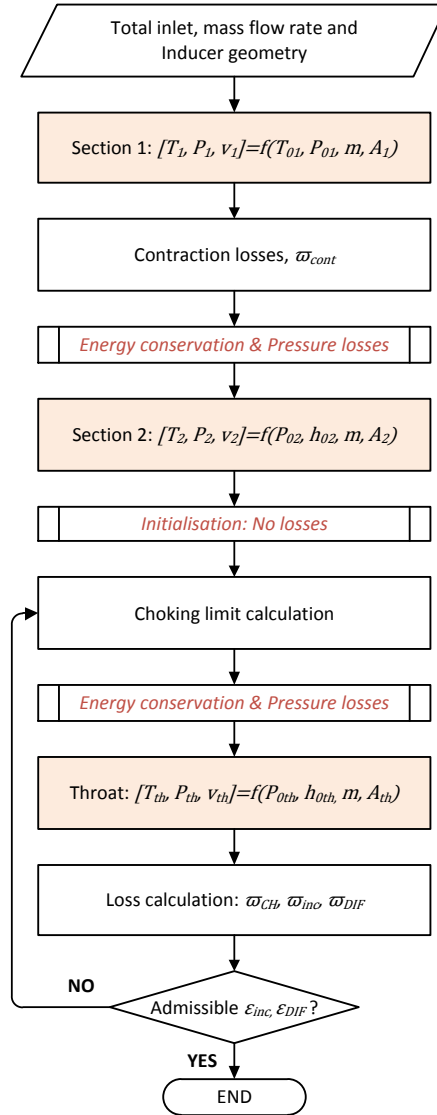 Total inlet, mass flow rate and
Inducer geometry
Section 1: [T₁, P₁, v₁]=f(T₀₁, P₀₁, m, A₁)
Contraction losses, ϖcont
Energy conservation & Pressure losses
Section 2: [T₂, P₂, v₂]=f(P₀₂, h₀₂, m, A₂)
Initialisation: No losses
Choking limit calculation
Energy conservation & Pressure losses
Throat: [Tth, Pth, vth]=f(P0th, h0th, m, Ath)
Loss calculation: ϖCH, ϖinc, ϖDIF
NO
Admissible εinc, εDIF ?
YES
END